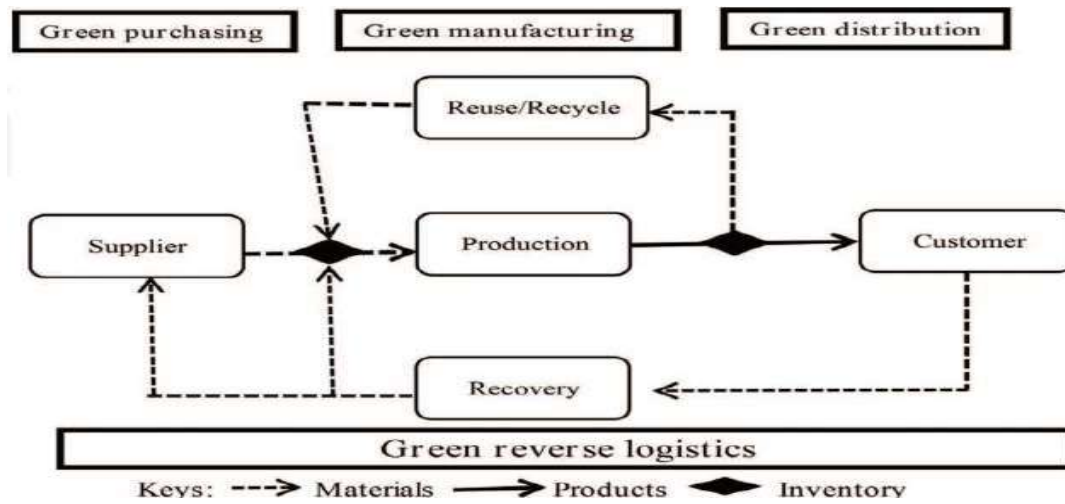 Green purchasing
Green manufacturing
Green distribution
Reuse/Recycle
Supplier
Production
Customer
Recovery
Green reverse logistics
Keys: Materials Products Inventory